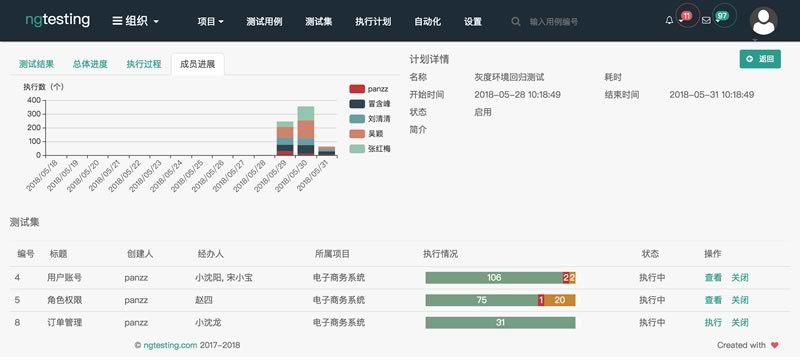 ngtesting 组织 项目 测试用例 测试集 执行计划 自动化 设置 输入用例编号 11 97
测试结果 总体进度 执行过程 成员进展
执行数（个）
400
300
200
100
0
2018/05/18 2018/05/19 2018/05/20 2018/05/21 2018/05/22 2018/05/23 2018/05/24 2018/05/25 2018/05/26 2018/05/27 2018/05/28 2018/05/29 2018/05/30 2018/05/31
panzz
冒含峰
刘清清
吴颖
张红梅
计划详情 返回
名称 灰度环境回归测试 耗时
开始时间 2018-05-28 10:18:49 结束时间 2018-05-31 10:18:49
状态 启用
简介
测试集
编号 标题 创建人 经办人 所属项目 执行情况 状态 操作
4 用户账号 panzz 小沈阳, 宋小宝 电子商务系统 106 2 2 执行中 查看 关闭
5 角色权限 panzz 赵四 电子商务系统 75 1 20 执行中 查看 关闭
8 订单管理 panzz 小沈龙 电子商务系统 31 执行中 执行 关闭
© ngtesting.com 2017-2018 Created with